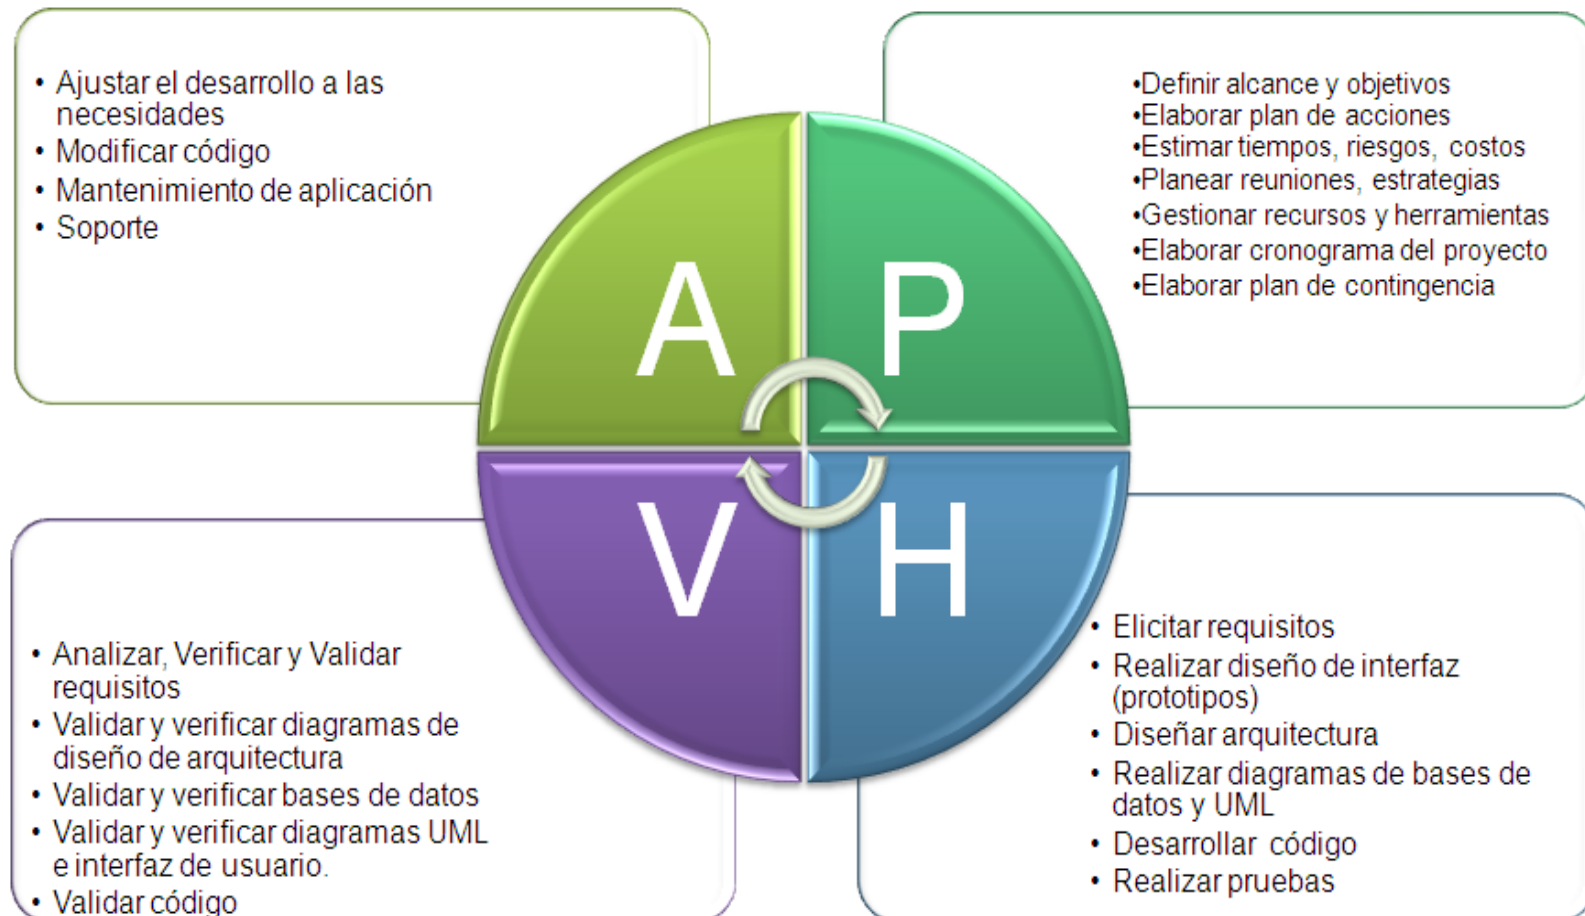 • Ajustar el desarrollo a las
necesidades
• Modificar código
• Mantenimiento de aplicación
• Soporte
•Definir alcance y objetivos
•Elaborar plan de acciones
•Estimar tiempos, riesgos, costos
•Planear reuniones, estrategias
•Gestionar recursos y herramientas
•Elaborar cronograma del proyecto
•Elaborar plan de contingencia
A
P
V
H
• Analizar, Verificar y Validar
requisitos
• Validar y verificar diagramas de
diseño de arquitectura
• Validar y verificar bases de datos
• Validar y verificar diagramas UML
e interfaz de usuario.
• Validar código
• Elicitar requisitos
• Realizar diseño de interfaz
(prototipos)
• Diseñar arquitectura
• Realizar diagramas de bases de
datos y UML
• Desarrollar código
• Realizar pruebas